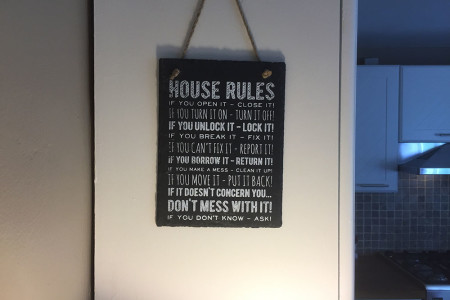 HOUSE RULES
IF YOU OPEN IT - CLOSE IT!
IF YOU TURN IT ON - TURN IT OFF!
IF YOU UNLOCK IT - LOCK IT!
IF YOU BREAK IT - FIX IT!
IF YOU CAN'T FIX IT - REPORT IT!
IF YOU BORROW IT - RETURN IT!
IF YOU MAKE A MESS - CLEAN IT UP!
IF YOU MOVE IT - PUT IT BACK!
IF IT DOESN'T CONCERN YOU...
DON'T MESS WITH IT!
IF YOU DON'T KNOW - ASK!